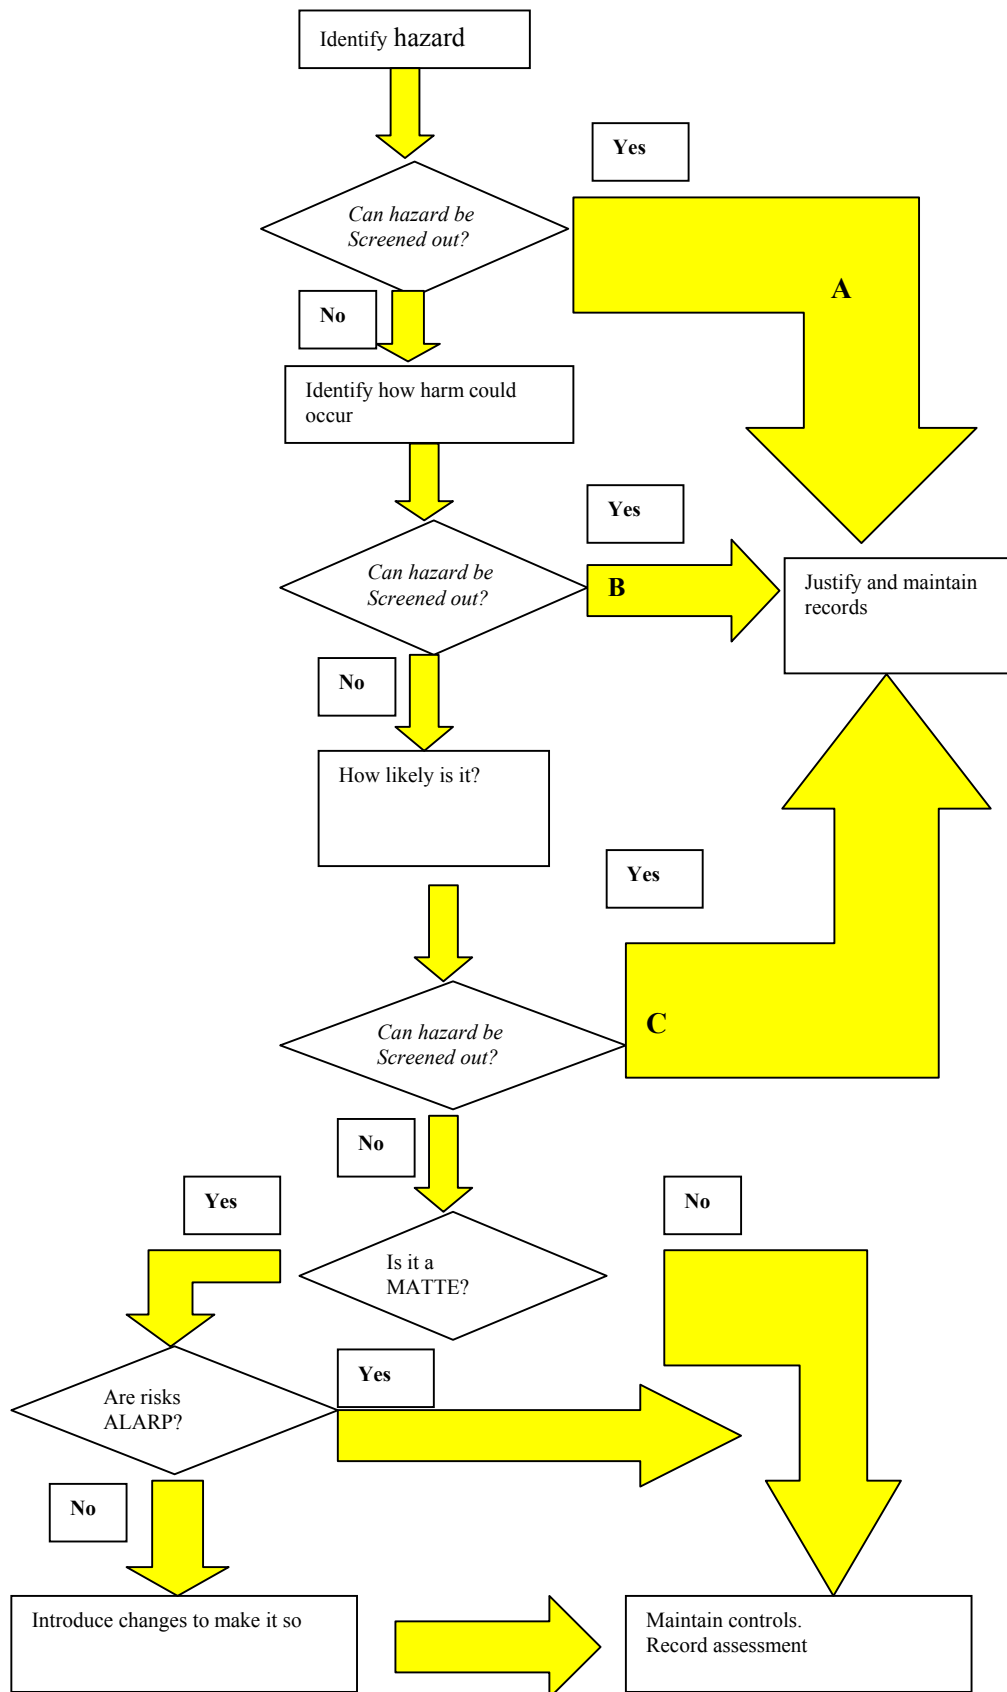 Identify hazard
Yes
Can hazard be
Screened out?
A
No
Identify how harm could
occur
Yes
Can hazard be
Screened out?
B
Justify and maintain
records
No
How likely is it?
Yes
Can hazard be
Screened out?
C
No
Yes
No
Is it a
MATTE?
Yes
Are risks
ALARP?
No
Introduce changes to make it so
Maintain controls.
Record assessment